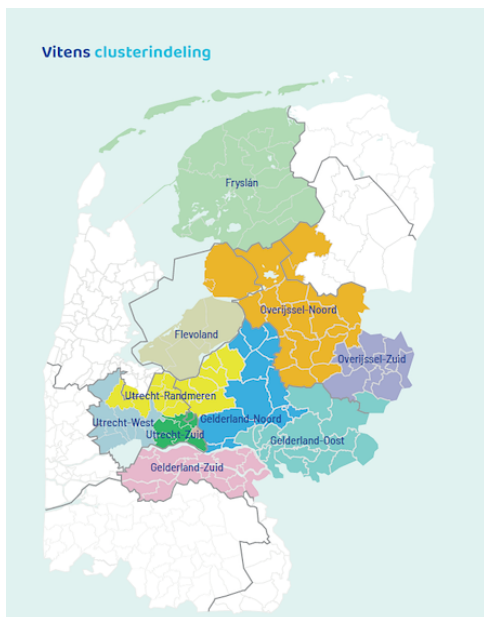 Vitens clusterindeling
Fryslân
Overijssel-Noord
Flevoland
Overijssel-Zuid
Utrecht-Randmeren
Gelderland-Noord
Utrecht-West
Utrecht-Zuid
Gelderland-Oost
Gelderland-Zuid